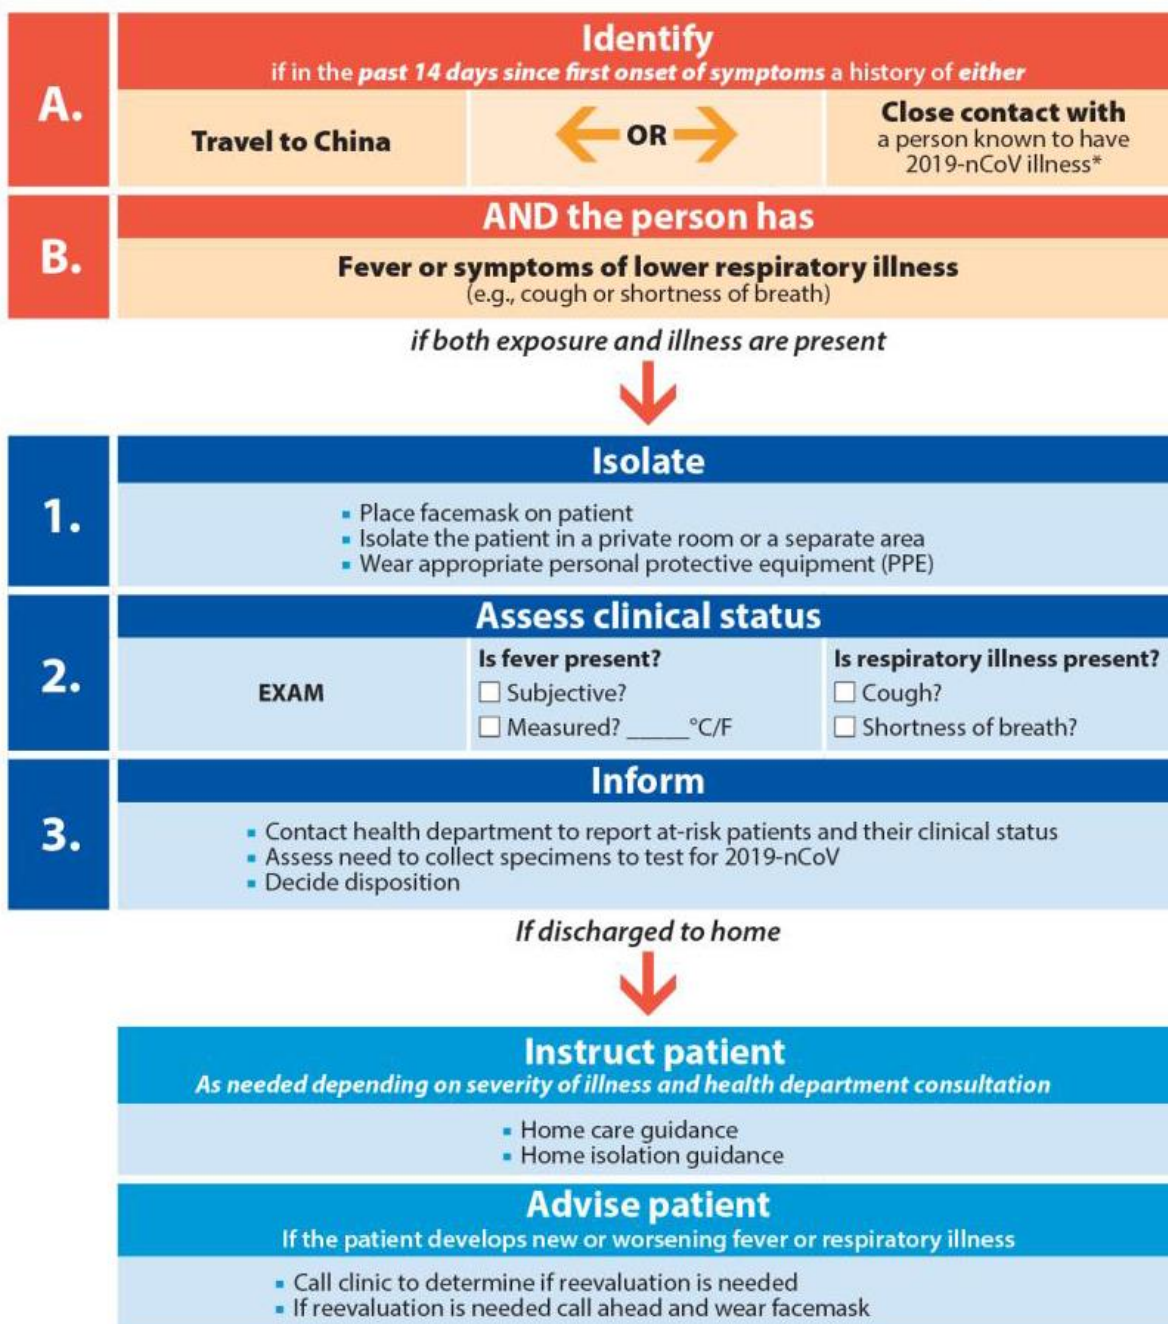 A.
Identify
if in the past 14 days since first onset of symptoms a history of either
Travel to China
OR
Close contact with
a person known to have
2019-nCoV illness*
B.
AND the person has
Fever or symptoms of lower respiratory illness
(e.g., cough or shortness of breath)
if both exposure and illness are present
1.
Isolate
▪ Place facemask on patient
▪ Isolate the patient in a private room or a separate area
▪ Wear appropriate personal protective equipment (PPE)
2.
Assess clinical status
EXAM
Is fever present?
☐ Subjective?
☐ Measured? _____°C/F
Is respiratory illness present?
☐ Cough?
☐ Shortness of breath?
3.
Inform
▪ Contact health department to report at-risk patients and their clinical status
▪ Assess need to collect specimens to test for 2019-nCoV
▪ Decide disposition
If discharged to home
Instruct patient
As needed depending on severity of illness and health department consultation
▪ Home care guidance
▪ Home isolation guidance
Advise patient
If the patient develops new or worsening fever or respiratory illness
▪ Call clinic to determine if reevaluation is needed
▪ If reevaluation is needed call ahead and wear facemask